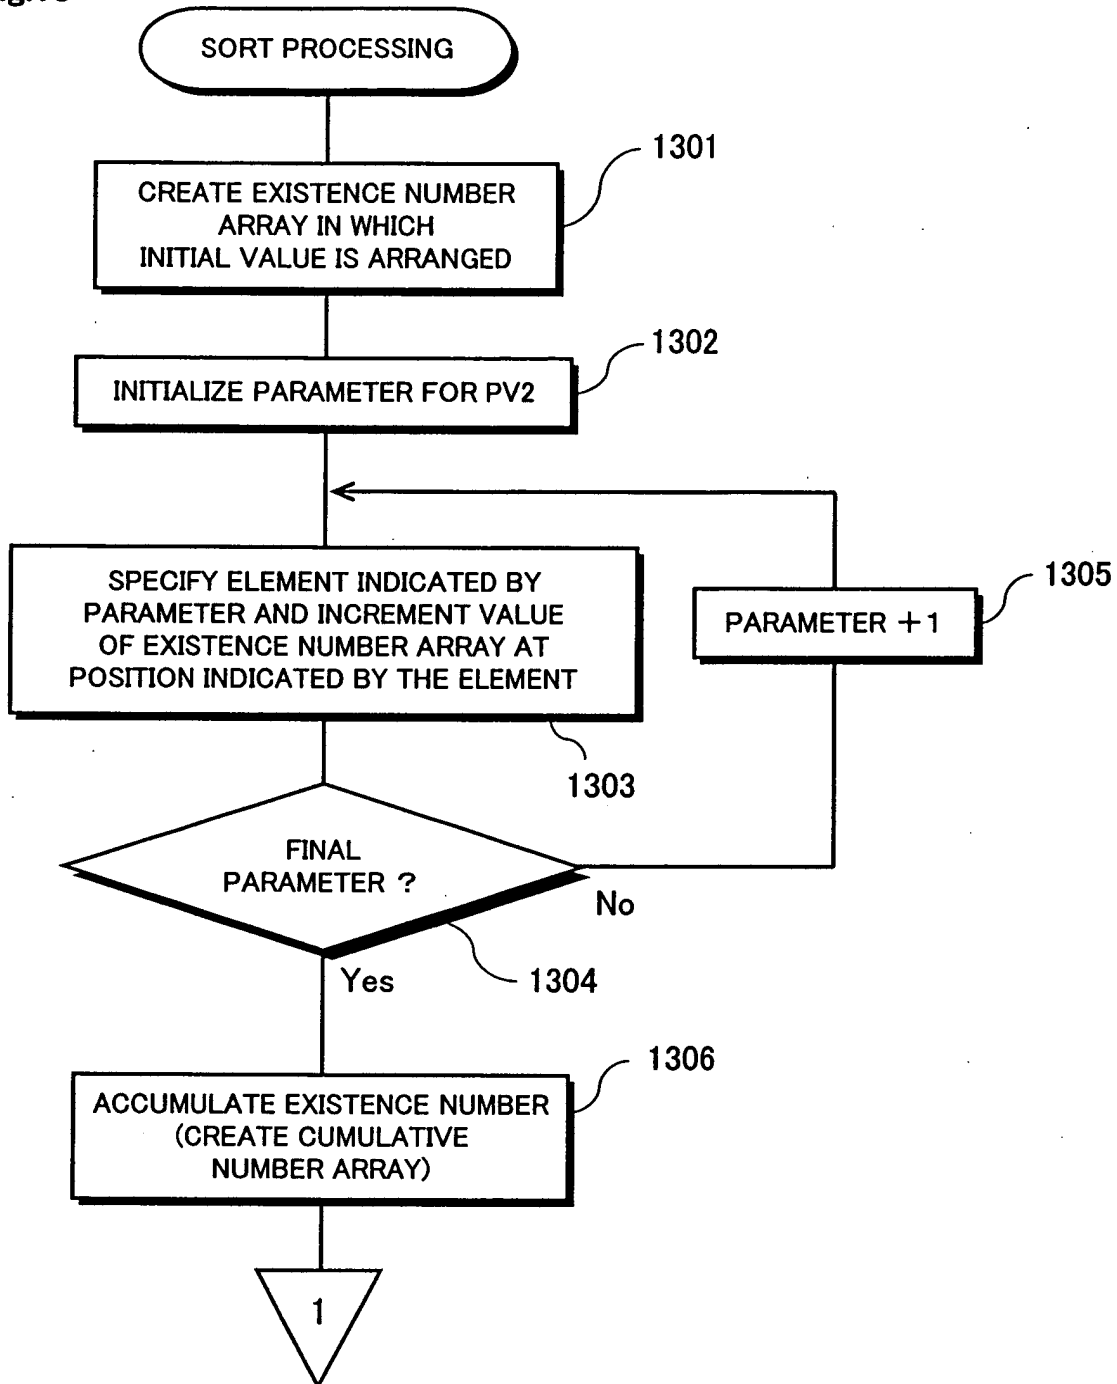 SORT PROCESSING
1301
CREATE EXISTENCE NUMBER
ARRAY IN WHICH
INITIAL VALUE IS ARRANGED
1302
INITIALIZE PARAMETER FOR PV2
SPECIFY ELEMENT INDICATED BY
PARAMETER AND INCREMENT VALUE
OF EXISTENCE NUMBER ARRAY AT
POSITION INDICATED BY THE ELEMENT
1305
PARAMETER +1
1303
FINAL
PARAMETER ?
No
Yes
1304
1306
ACCUMULATE EXISTENCE NUMBER
(CREATE CUMULATIVE
NUMBER ARRAY)
1